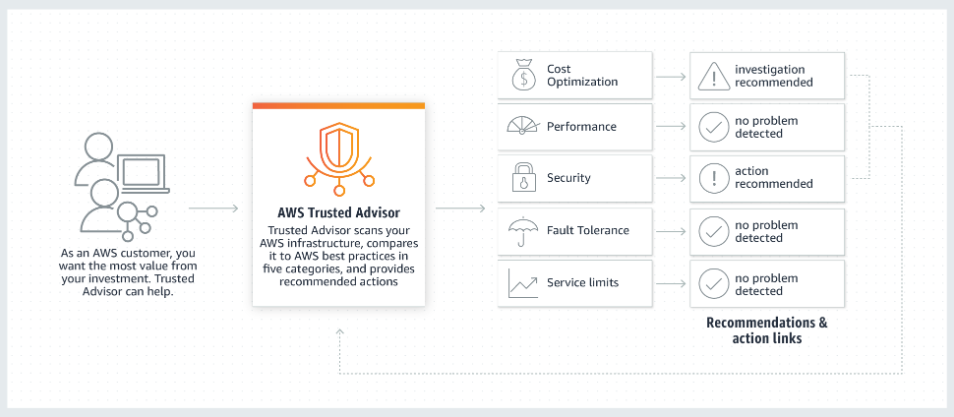 As an AWS customer, you
want the most value from
your investment. Trusted
Advisor can help.
AWS Trusted Advisor
Trusted Advisor scans your
AWS infrastructure, compares
it to AWS best practices in
five categories, and provides
recommended actions
Cost
Optimization
investigation
recommended
Performance
no problem
detected
Security
action
recommended
Fault Tolerance
no problem
detected
Service limits
no problem
detected
Recommendations &
action links